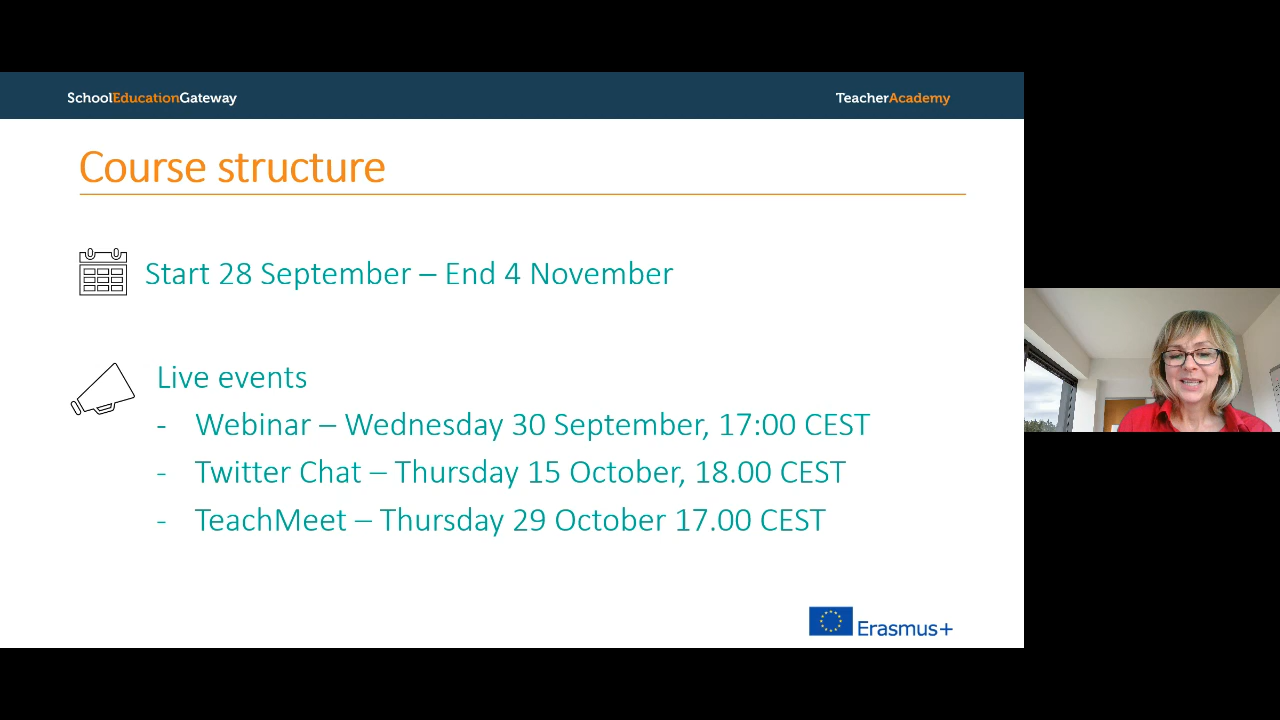 SchoolEducationGateway
TeacherAcademy
Course structure
Start 28 September – End 4 November
Live events
- Webinar – Wednesday 30 September, 17:00 CEST
- Twitter Chat – Thursday 15 October, 18.00 CEST
- TeachMeet – Thursday 29 October 17.00 CEST
Erasmus+